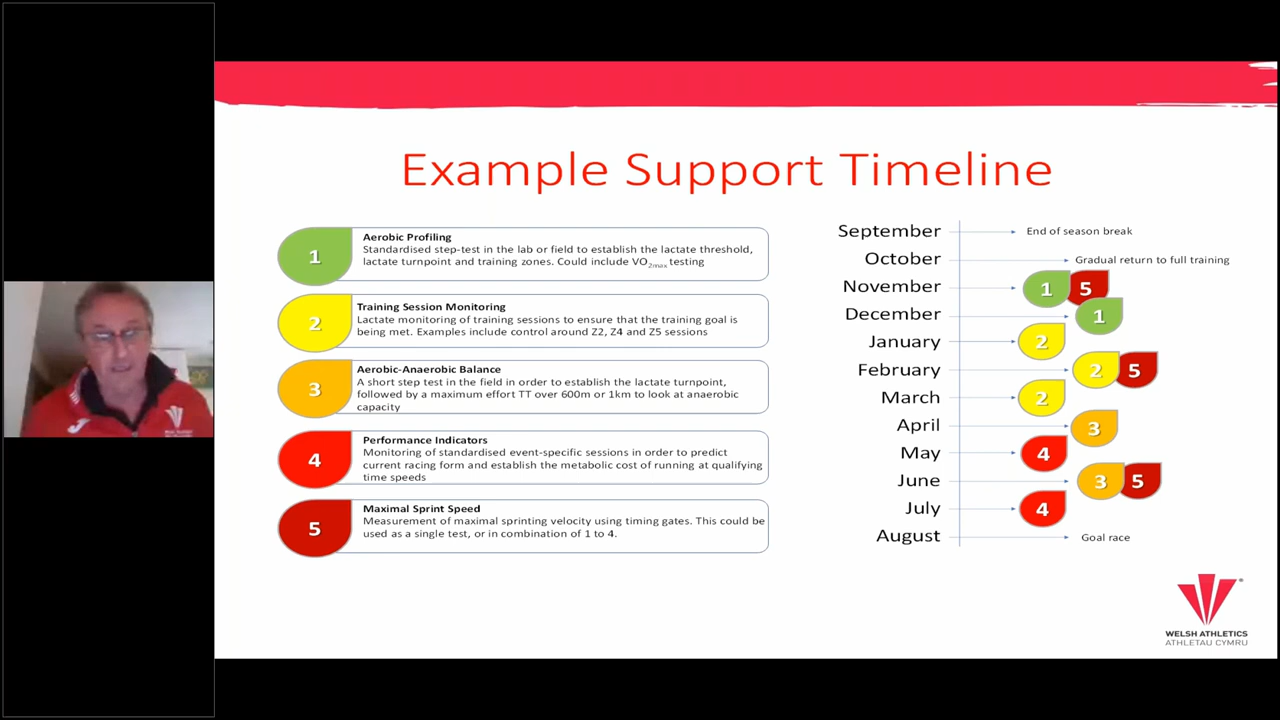 Example Support Timeline
1
Aerobic Profiling
Standardised step-test in the lab or field to establish the lactate threshold,
lactate turnpoint and training zones. Could include VO2max testing
2
Training Session Monitoring
Lactate monitoring of training sessions to ensure that the training goal is
being met. Examples include control around Z2, Z4 and Z5 sessions
3
Aerobic-Anaerobic Balance
A short step test in the field in order to establish the lactate turnpoint,
followed by a maximum effort TT over 600m or 1km to look at anaerobic
capacity
4
Performance Indicators
Monitoring of standardised event-specific sessions in order to predict
current racing form and establish the metabolic cost of running at qualifying
time speeds
5
Maximal Sprint Speed
Measurement of maximal sprinting velocity using timing gates. This could be
used as a single test, or in combination of 1 to 4.
September End of season break
October Gradual return to full training
November 1 5
December 1
January 2
February 2 5
March 2
April 3
May 4
June 3 5
July 4
August Goal race
WELSH ATHLETICS
ATHLETAU CYMRU